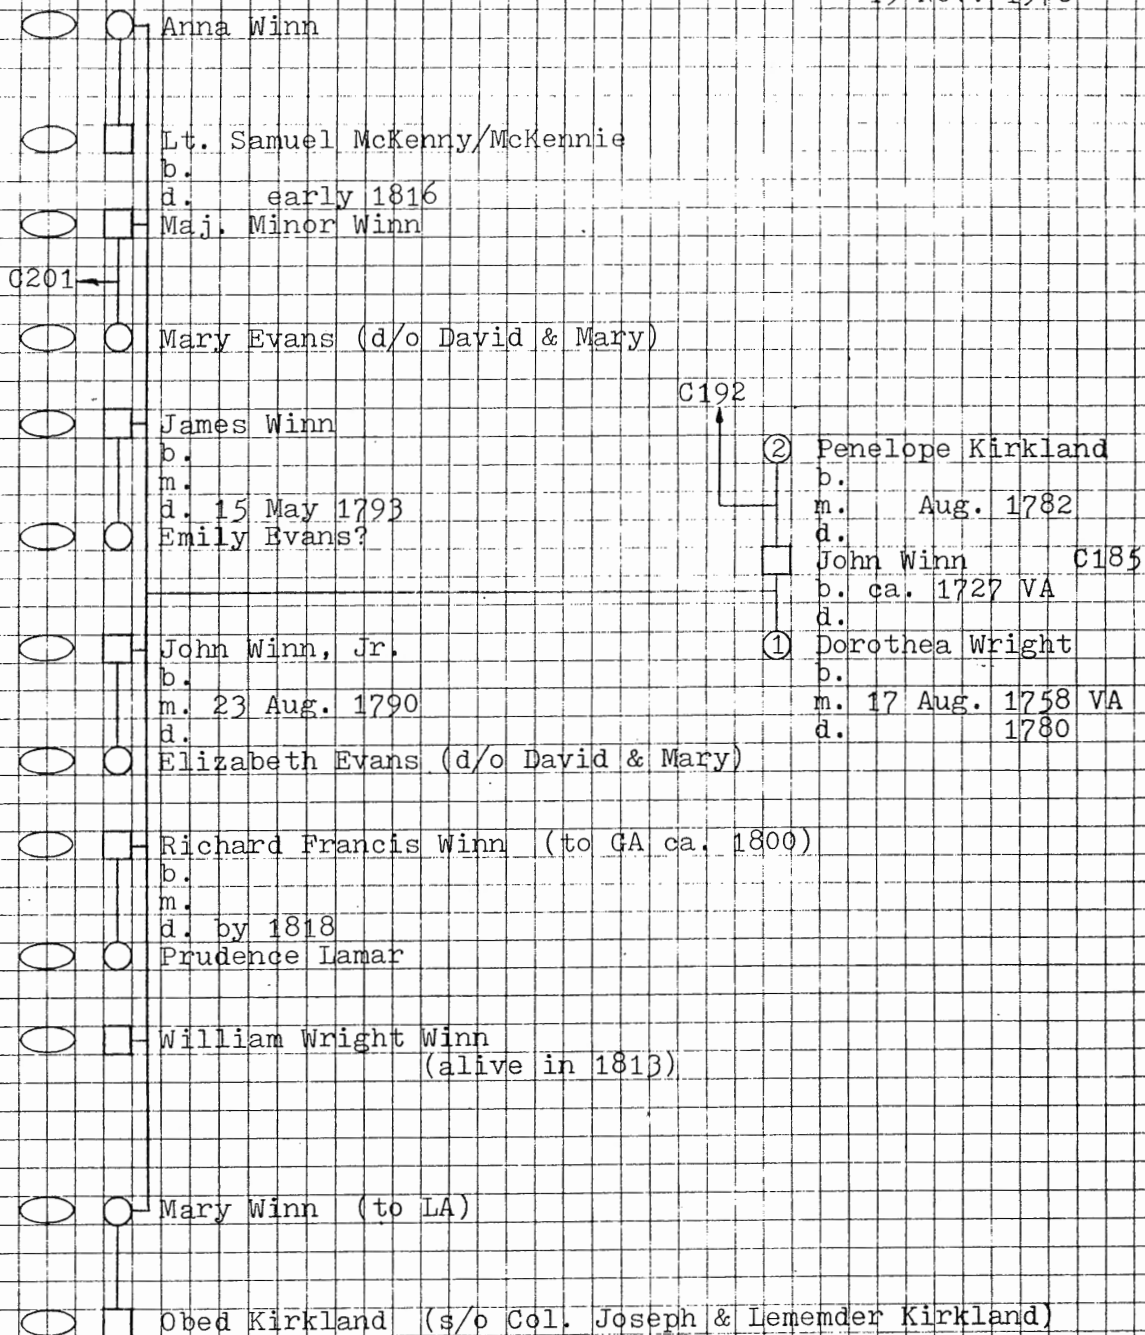 Anna Winn
Lt. Samuel McKenny/McKennie
b.
d. early 1816
Maj. Minor Winn
C201
Mary Evans (d/o David & Mary)
James Winn
b.
m.
d. 15 May 1793
Emily Evans?
C192
② Penelope Kirkland
b.
m. Aug. 1782
d.
John Winn C185
b. ca. 1727 VA
d.
① Dorothea Wright
b.
m. 17 Aug. 1758 VA
d. 1780
John Winn, Jr.
b.
m. 23 Aug. 1790
d.
Elizabeth Evans (d/o David & Mary)
Richard Francis Winn (to GA ca. 1800)
b.
m.
d. by 1818
Prudence Lamar
William Wright Winn
(alive in 1813)
Mary Winn (to LA)
Obed Kirkland (s/o Col. Joseph & Lememder Kirkland)